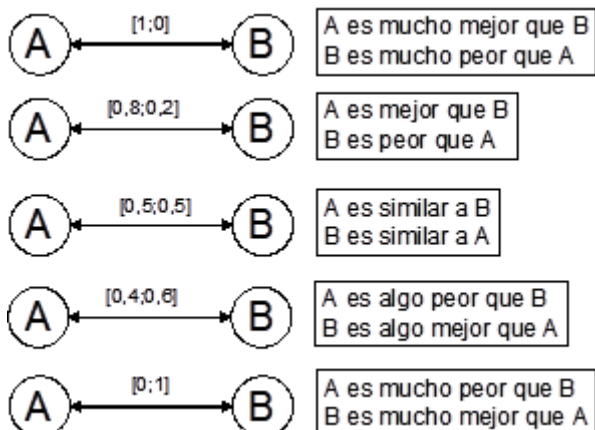 [1;0]
A B
A es mucho mejor que B
B es mucho peor que A
[0,8;0,2]
A B
A es mejor que B
B es peor que A
[0,5;0,5]
A B
A es similar a B
B es similar a A
[0,4;0,6]
A B
A es algo peor que B
B es algo mejor que A
[0;1]
A B
A es mucho peor que B
B es mucho mejor que A